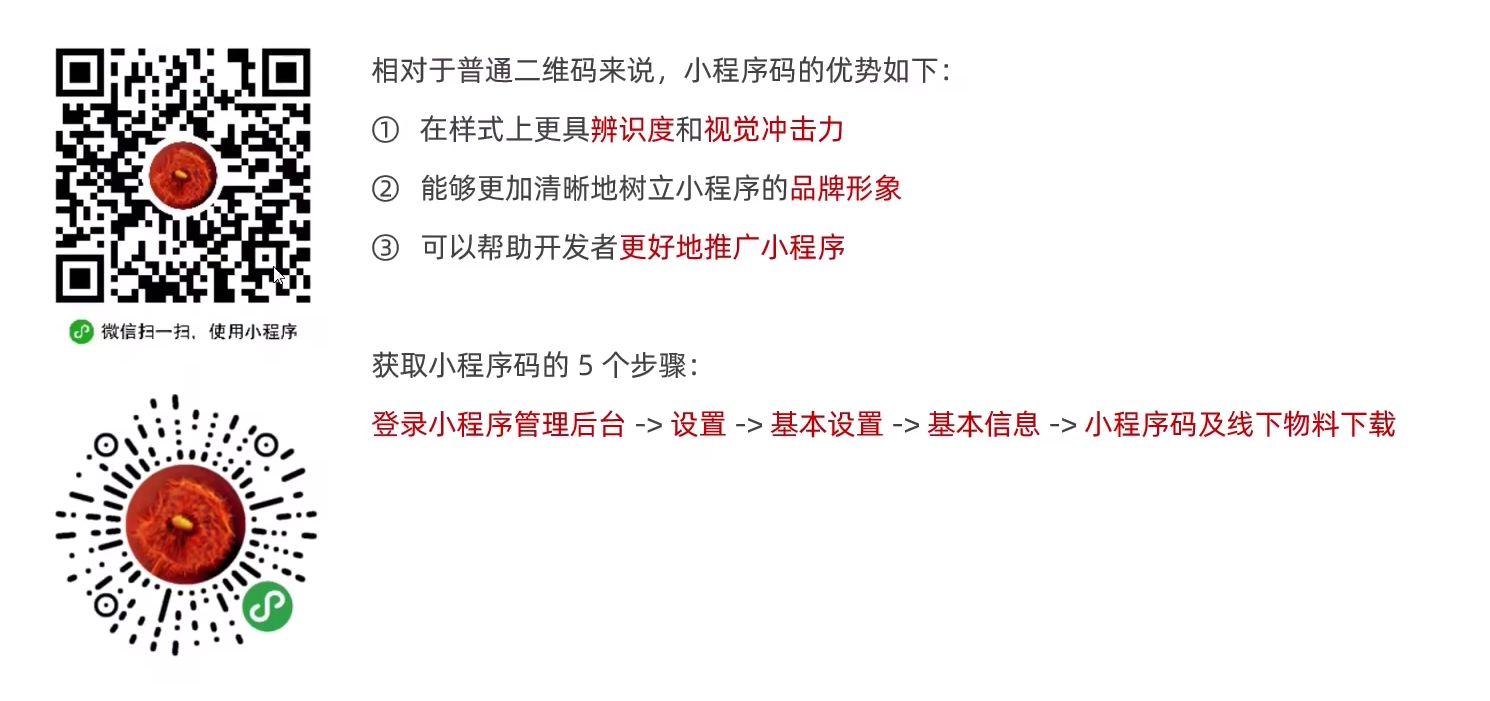 相对于普通二维码来说，小程序码的优势如下：
① 在样式上更具辨识度和视觉冲击力
② 能够更加清晰地树立小程序的品牌形象
③ 可以帮助开发者更好地推广小程序
微信扫一扫，使用小程序
获取小程序码的 5 个步骤：
登录小程序管理后台 -> 设置 -> 基本设置 -> 基本信息 -> 小程序码及线下物料下载